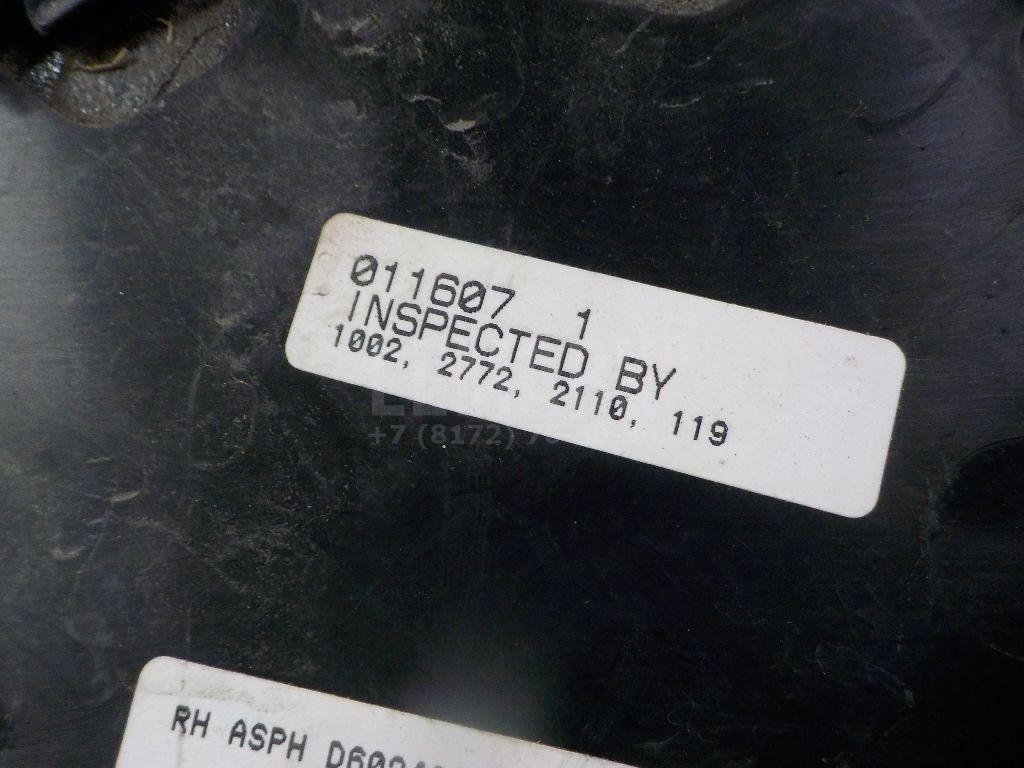 011607 1
INSPECTED BY
1002, 2772, 2110, 119
+7 (8172)
RH ASPH